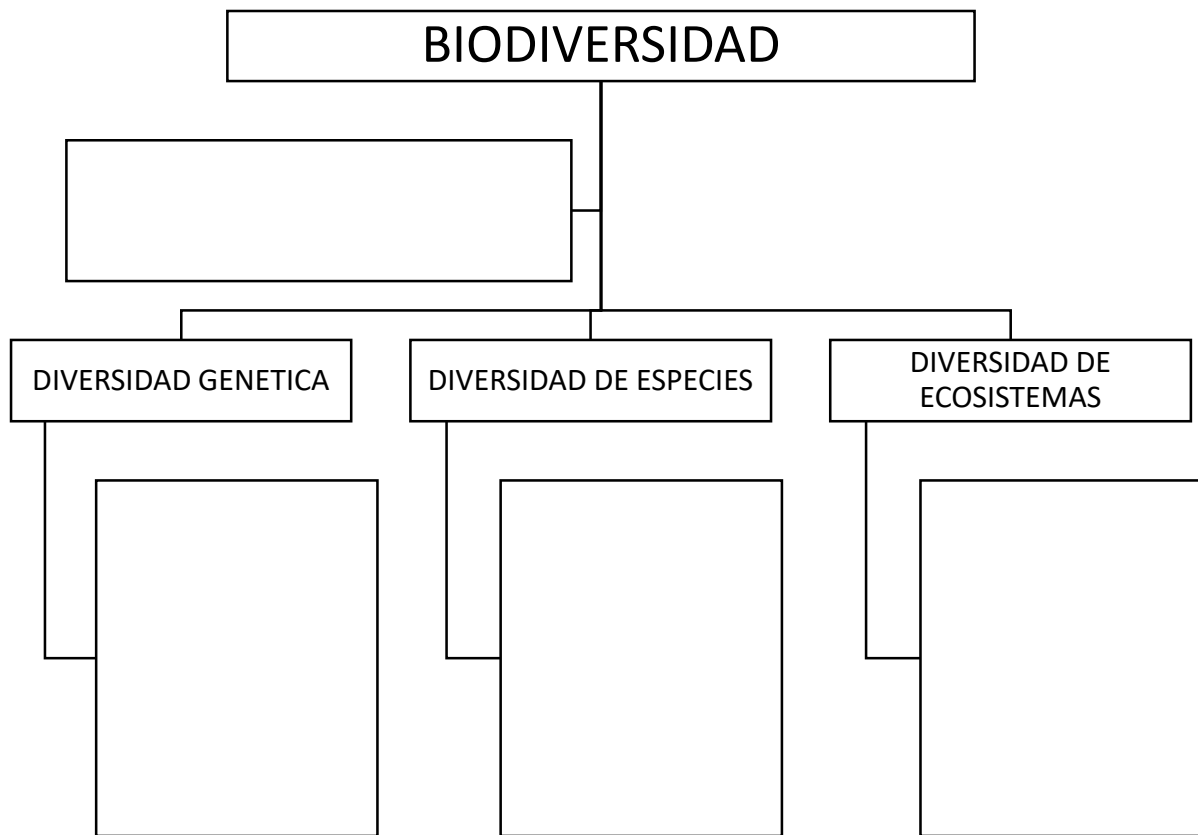 BIODIVERSIDAD
DIVERSIDAD GENETICA
DIVERSIDAD DE ESPECIES
DIVERSIDAD DE
ECOSISTEMAS